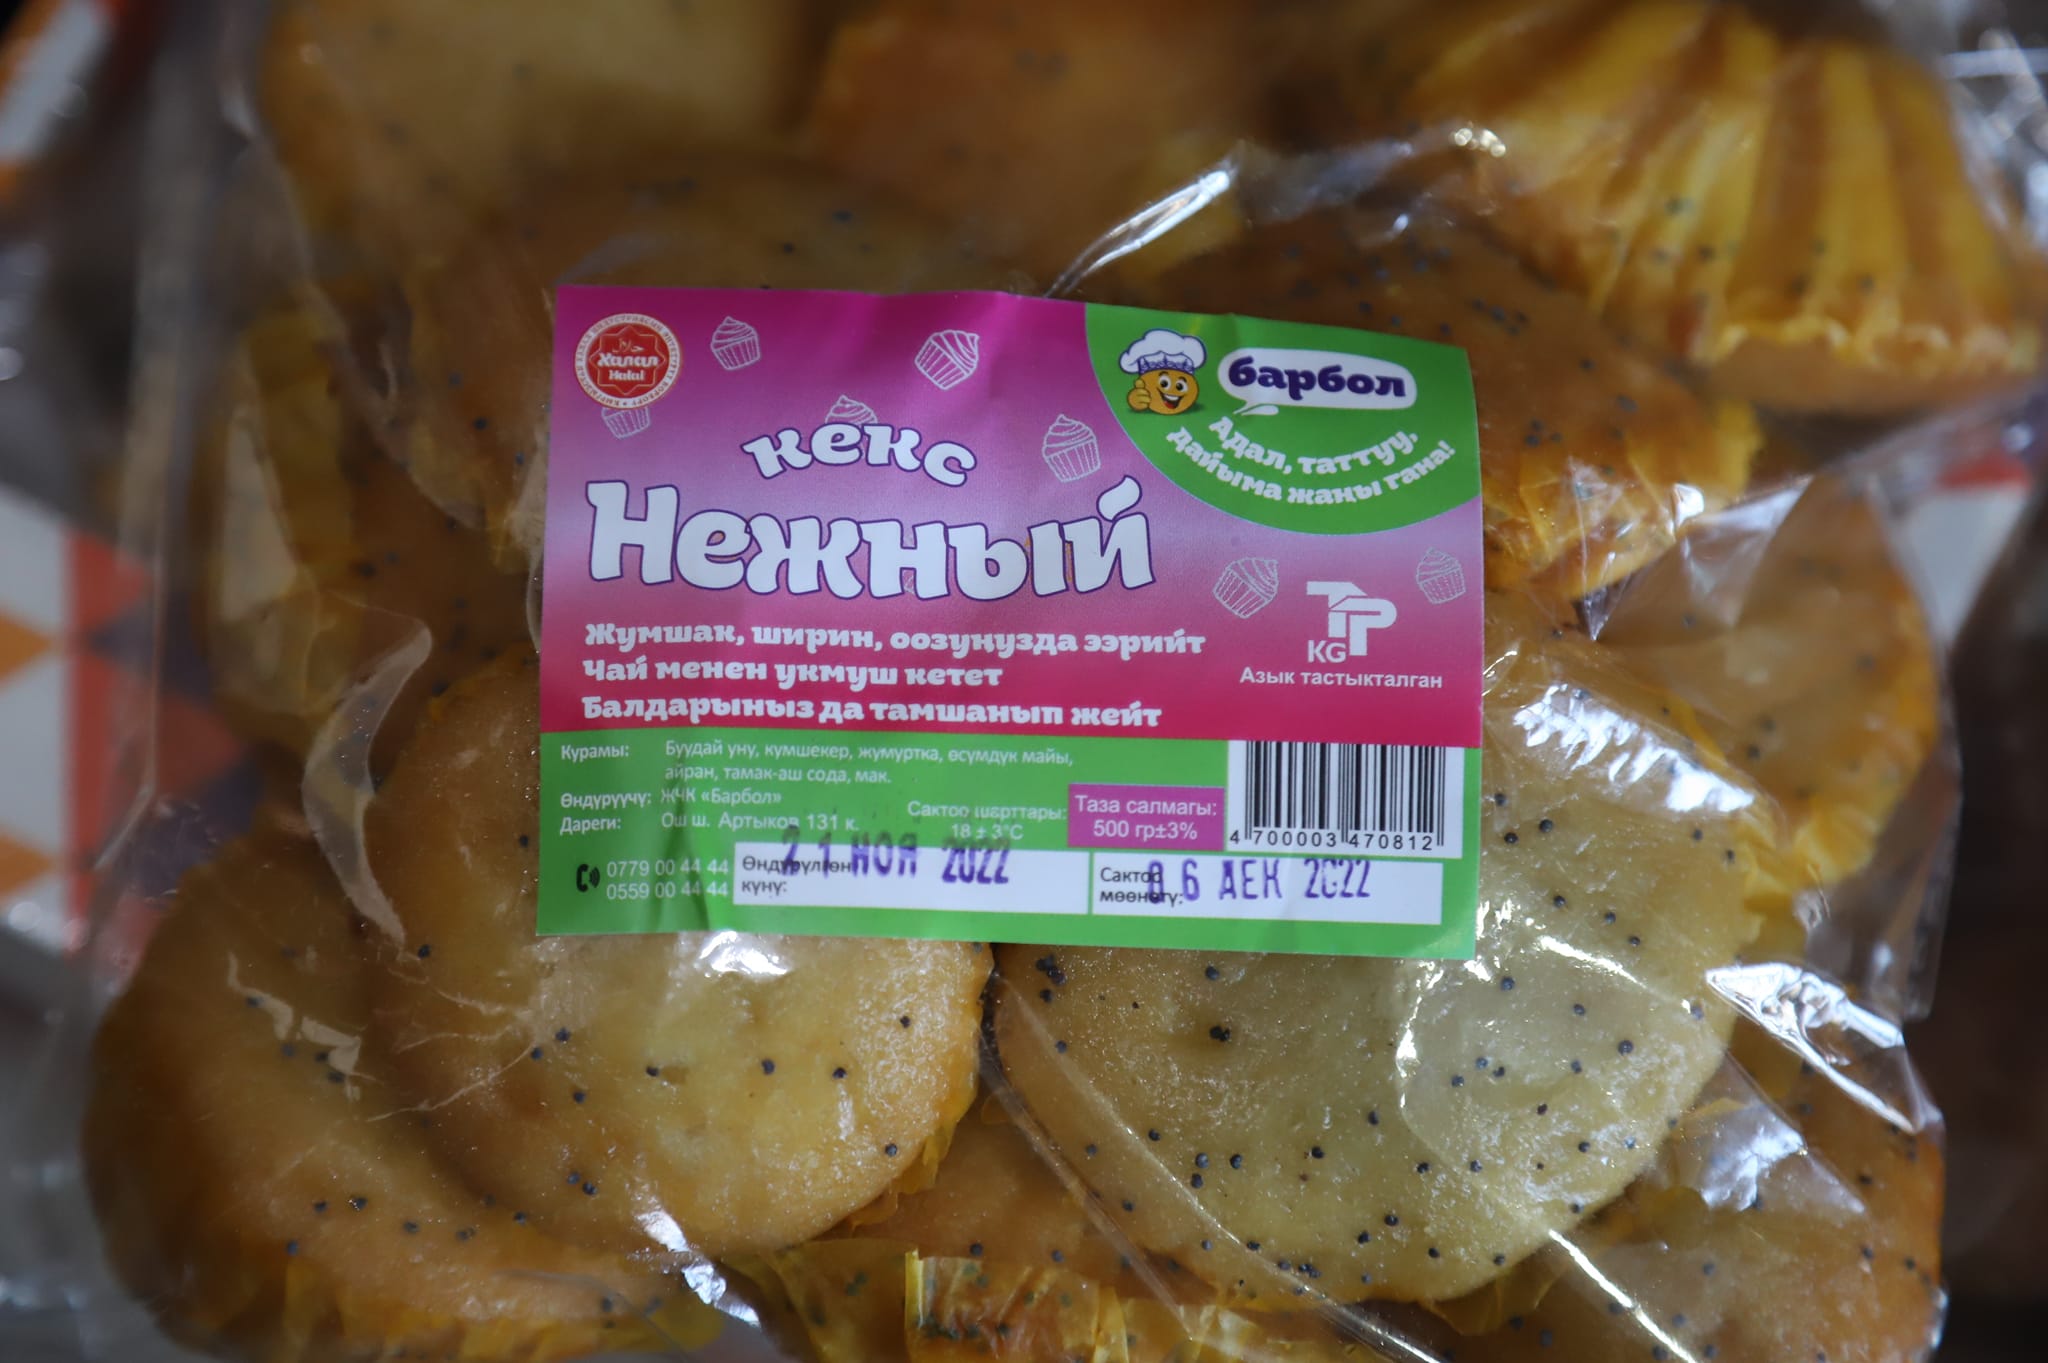 Халал
Halal
барбол
Адал, таттуу,
дайыма жаңы гана!
кекс
Нежный
Жумшак, ширин, оозуңузда ээрийт
Чай менен укмуш кетет
Балдарыңыз да тамшанып жейт
KG
Азык тастыкталган
Курамы: Буудай уну, кумшекер, жумуртка, өсүмдүк майы,
айран, тамак-аш сода, мак.
Өндүрүүчү: ЖЧК «Барбол»
Дареги: Ош ш. Артыков 131 к.
Сактоо шарттары:
18 ± 3°C
Таза салмагы:
500 гр±3%
4 700003 470812
0779 00 44 44
0559 00 44 44
Өндүрүлгөн
күнү:
21 НОЯ 2022
Сактоо
мөөнөтү:
06 ДЕК 2022